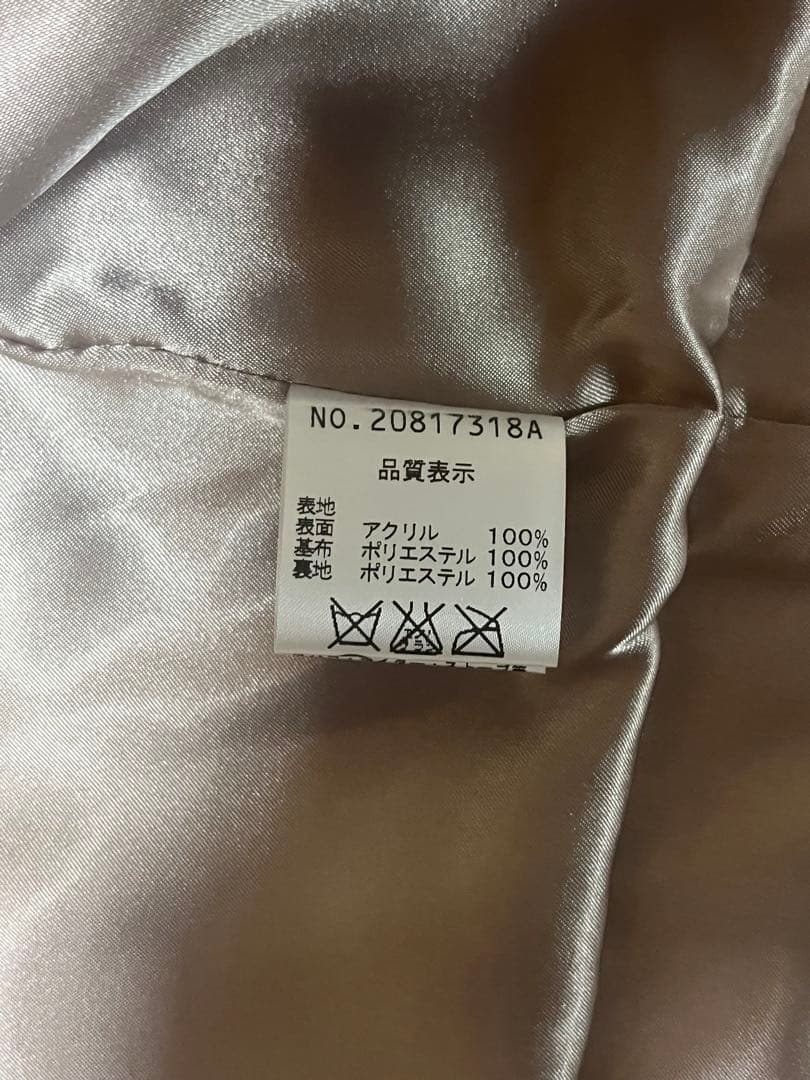 NO.20817318A
品質表示
表地
表面 アクリル 100%
基布 ポリエステル 100%
裏地 ポリエステル 100%